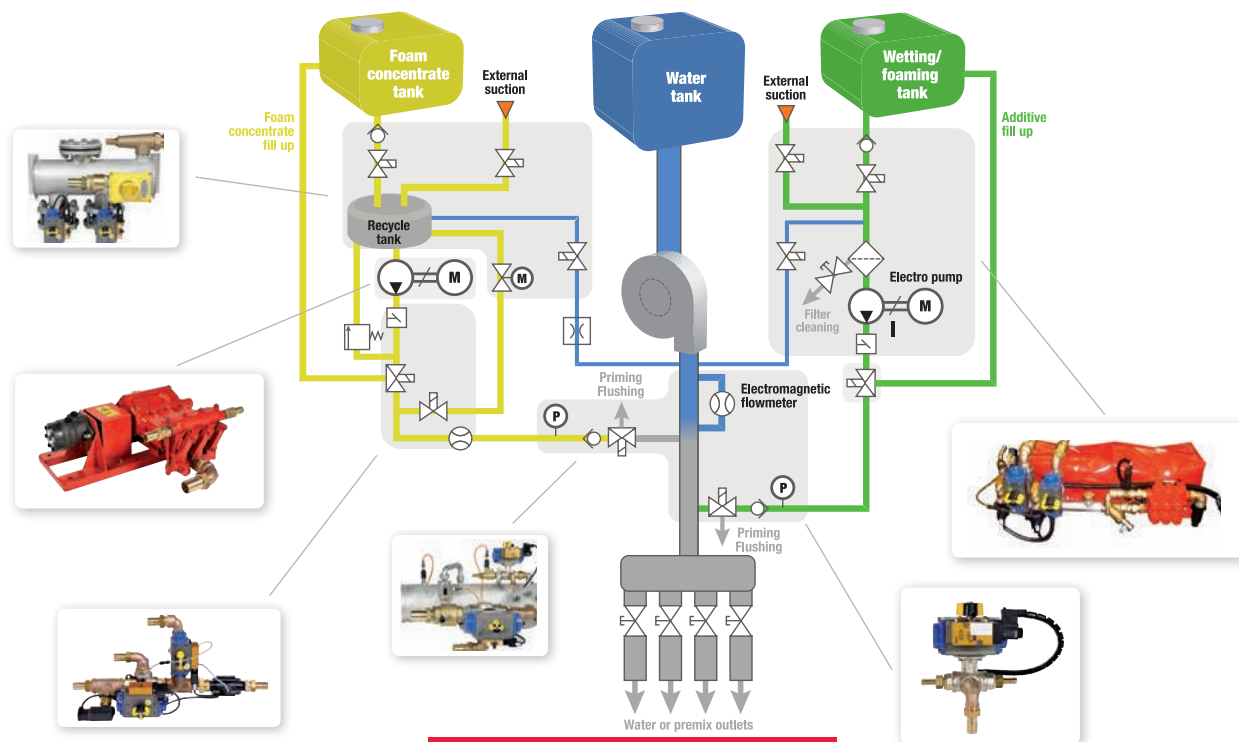 Foam
concentrate
tank
External
suction
Water
tank
External
suction
Wetting/
foaming
tank
Foam
concentrate
fill up
Additive
fill up
Recycle
tank
M
M
Electro pump
M
Filter
cleaning
Priming
Flushing
Electromagnetic
flowmeter
P
P
Priming
Flushing
Water or premix outlets